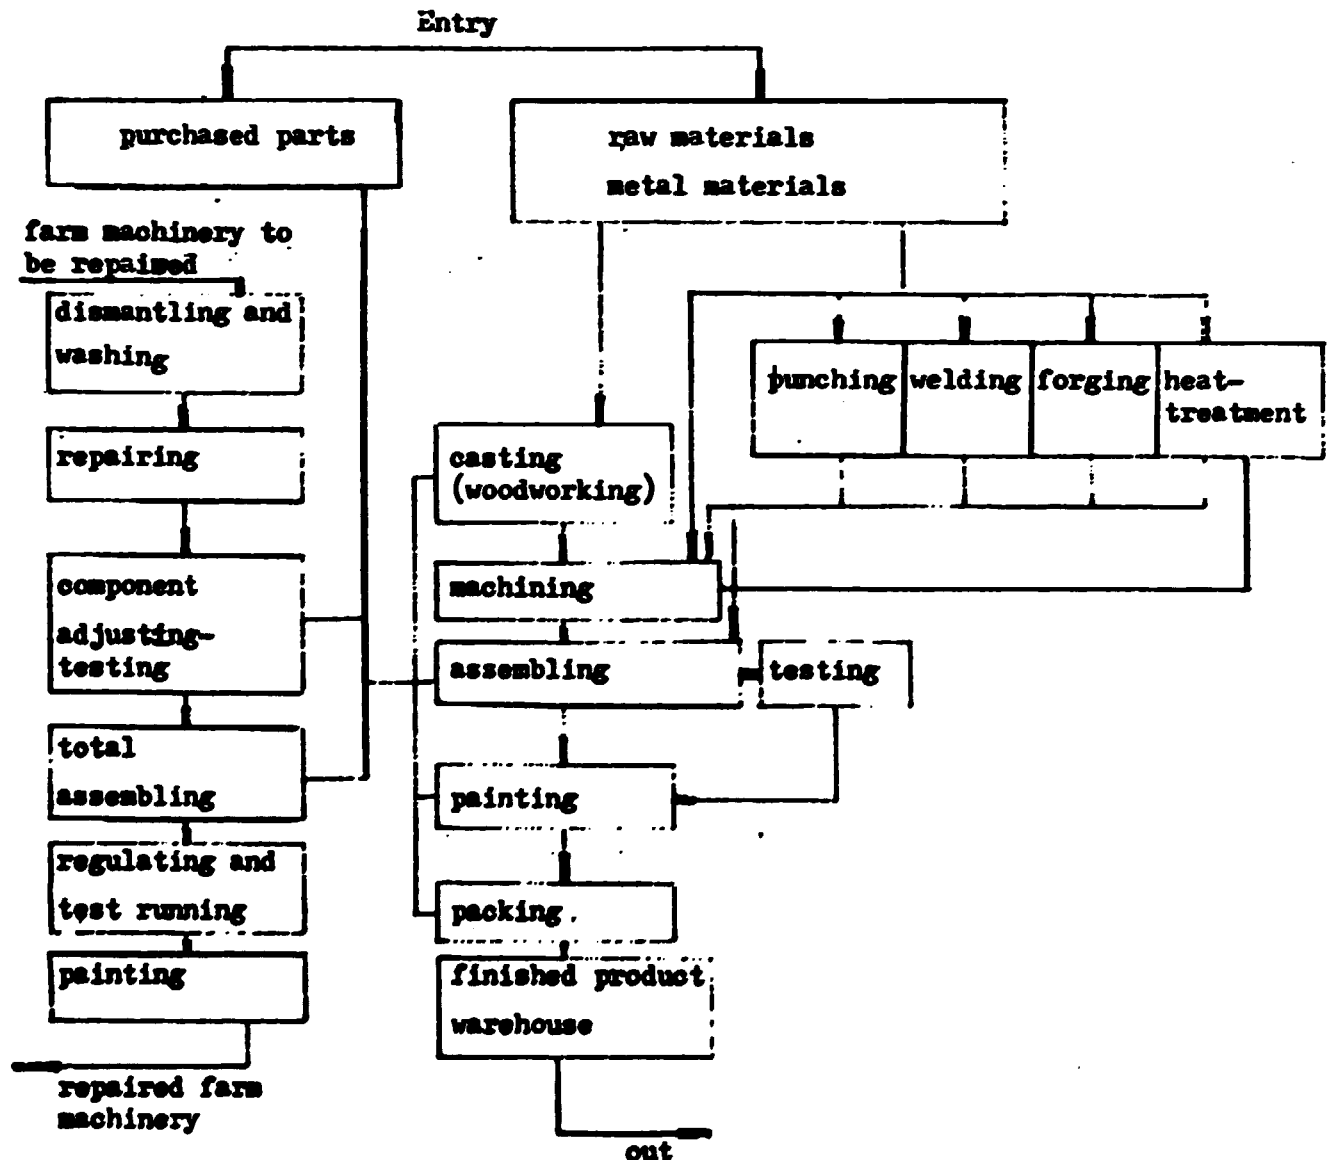 Entry
purchased parts
raw materials
metal materials
farm machinery to
be repaired
dismantling and
washing
repairing
component
adjusting-
testing
total
assembling
regulating and
test running
painting
repaired farm
machinery
punching
welding
forging
heat-
treatment
casting
(woodworking)
machining
assembling
testing
painting
packing
finished product
warehouse
out